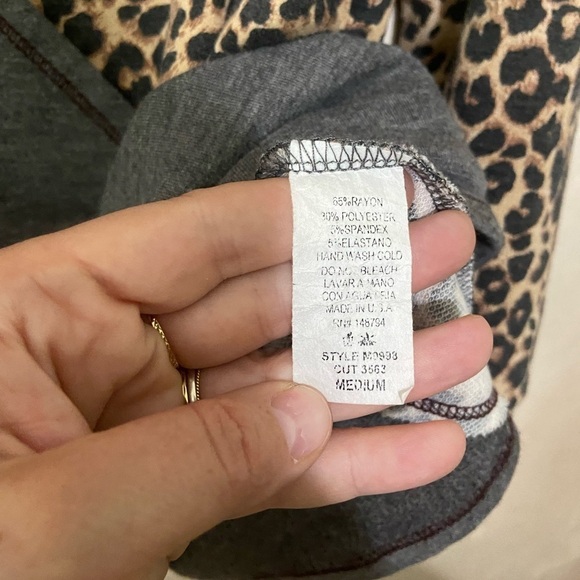 65%RAYON
30% POLYESTER
5%SPANDEX
5%ELASTANO
HAND WASH COLD
DO NOT BLEACH
LAVAR A MANO
CON AGUA FRIA
MADE IN U.S.A
RN# 148794
STYLE M0998
CUT 3563
MEDIUM